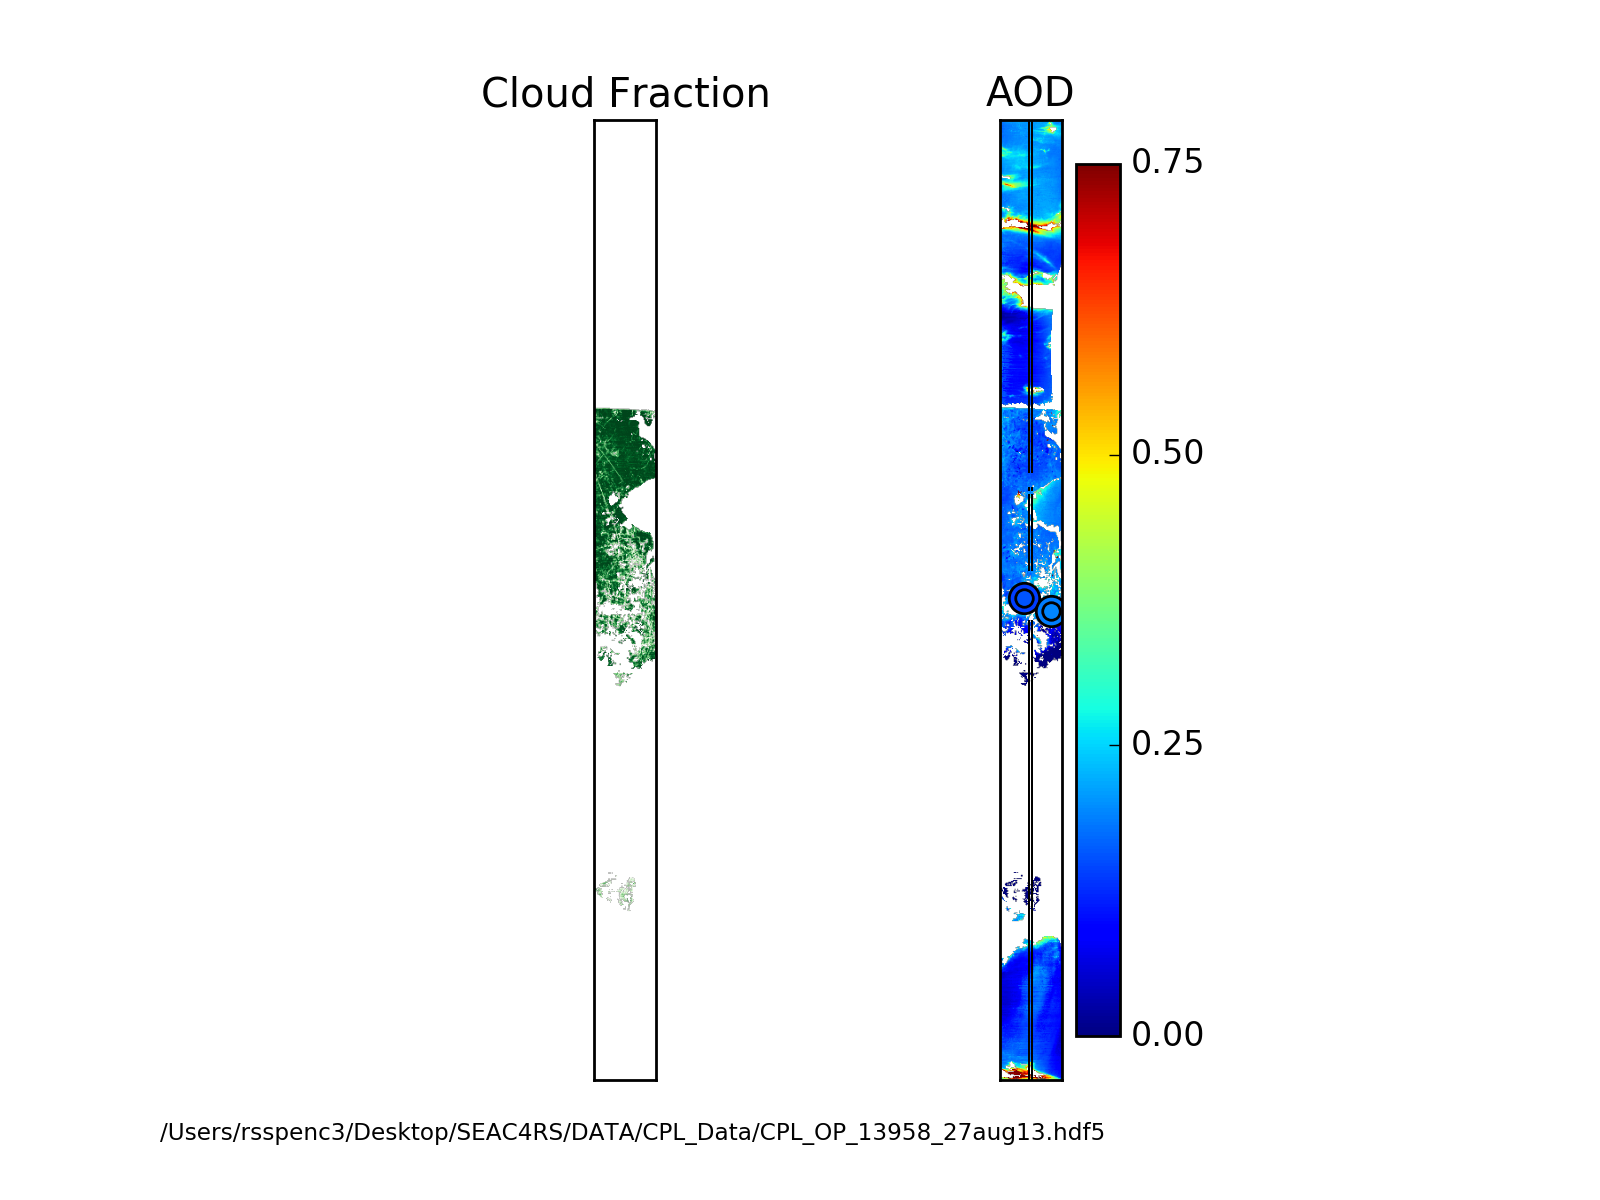 Cloud Fraction
AOD
0.75
0.50
0.25
0.00
/Users/rsspenc3/Desktop/SEAC4RS/DATA/CPL_Data/CPL_OP_13958_27aug13.hdf5